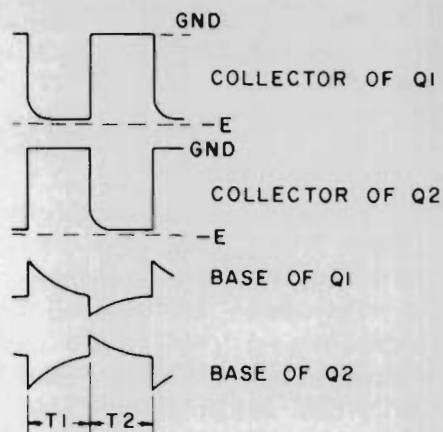 GND
COLLECTOR OF Q1
-E
GND
COLLECTOR OF Q2
-E
BASE OF Q1
BASE OF Q2
T1 T2